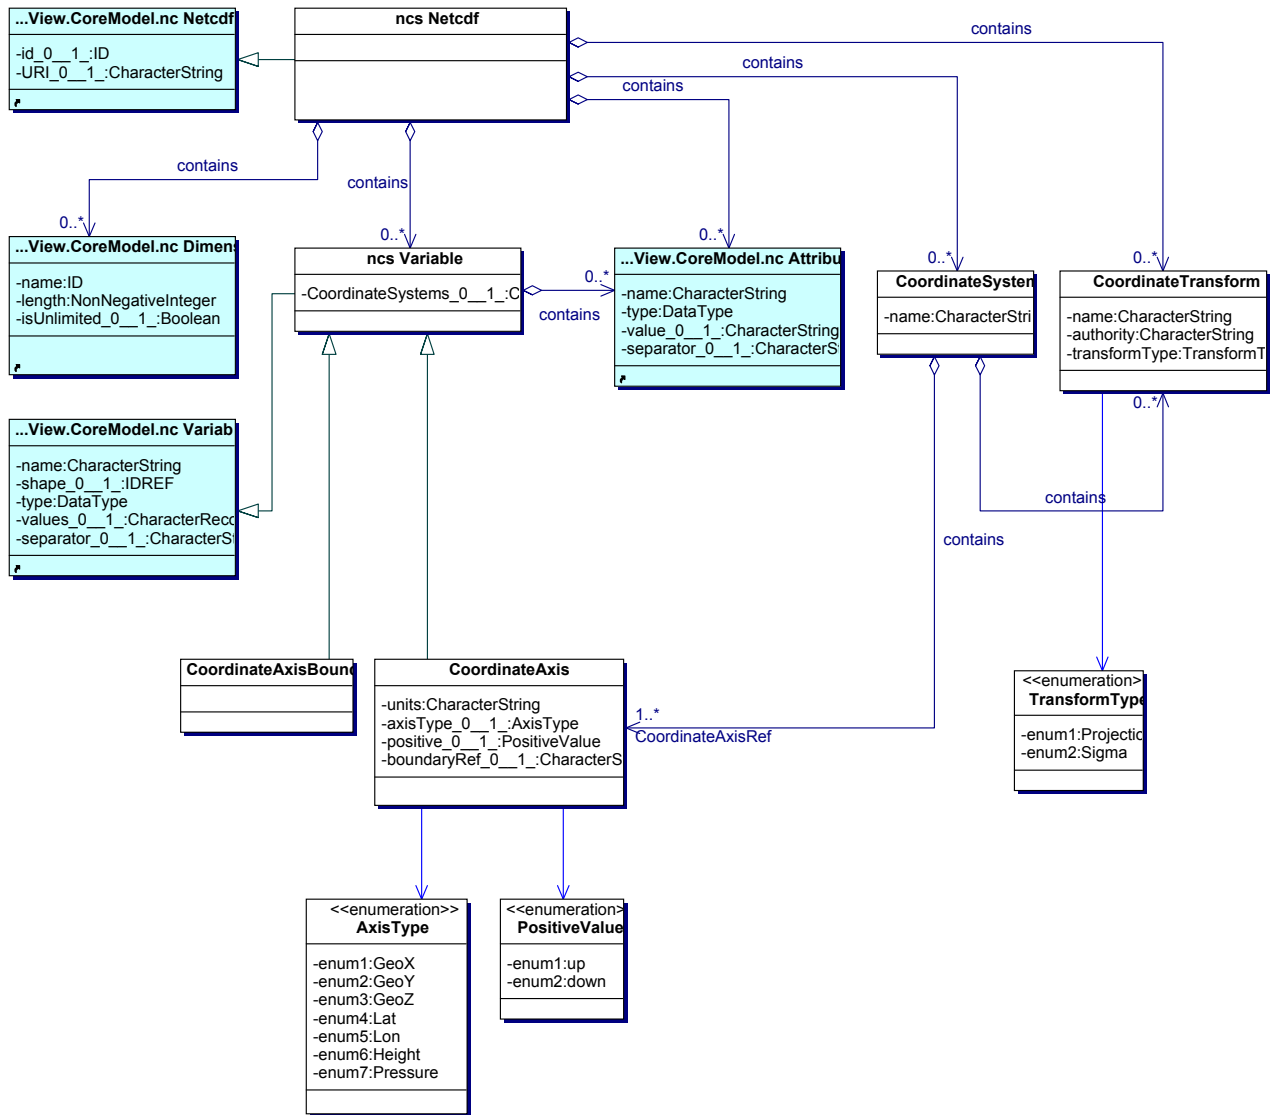 ...View.CoreModel.nc Netcdf
-id_0__1_:ID
-URI_0__1_:CharacterString
ncs Netcdf
contains
contains
contains
contains
contains
0..*
0..*
0..*
0..*
0..*
...View.CoreModel.nc Dimens
-name:ID
-length:NonNegativeInteger
-isUnlimited_0__1_:Boolean
ncs Variable
-CoordinateSystems_0__1_:C
0..*
contains
...View.CoreModel.nc Attribu
-name:CharacterString
-type:DataType
-value_0__1_:CharacterString
-separator_0__1_:CharacterS
CoordinateSystem
-name:CharacterStri
CoordinateTransform
-name:CharacterString
-authority:CharacterString
-transformType:TransformT
0..*
...View.CoreModel.nc Variab
-name:CharacterString
-shape_0__1_:IDREF
-type:DataType
-values_0__1_:CharacterReco
-separator_0__1_:CharacterSt
contains
contains
CoordinateAxisBound
CoordinateAxis
-units:CharacterString
-axisType_0__1_:AxisType
-positive_0__1_:PositiveValue
-boundaryRef_0__1_:CharacterS
1..*
CoordinateAxisRef
<<enumeration>
TransformType
-enum1:Projectio
-enum2:Sigma
<<enumeration>>
AxisType
-enum1:GeoX
-enum2:GeoY
-enum3:GeoZ
-enum4:Lat
-enum5:Lon
-enum6:Height
-enum7:Pressure
<<enumeration>
PositiveValue
-enum1:up
-enum2:down